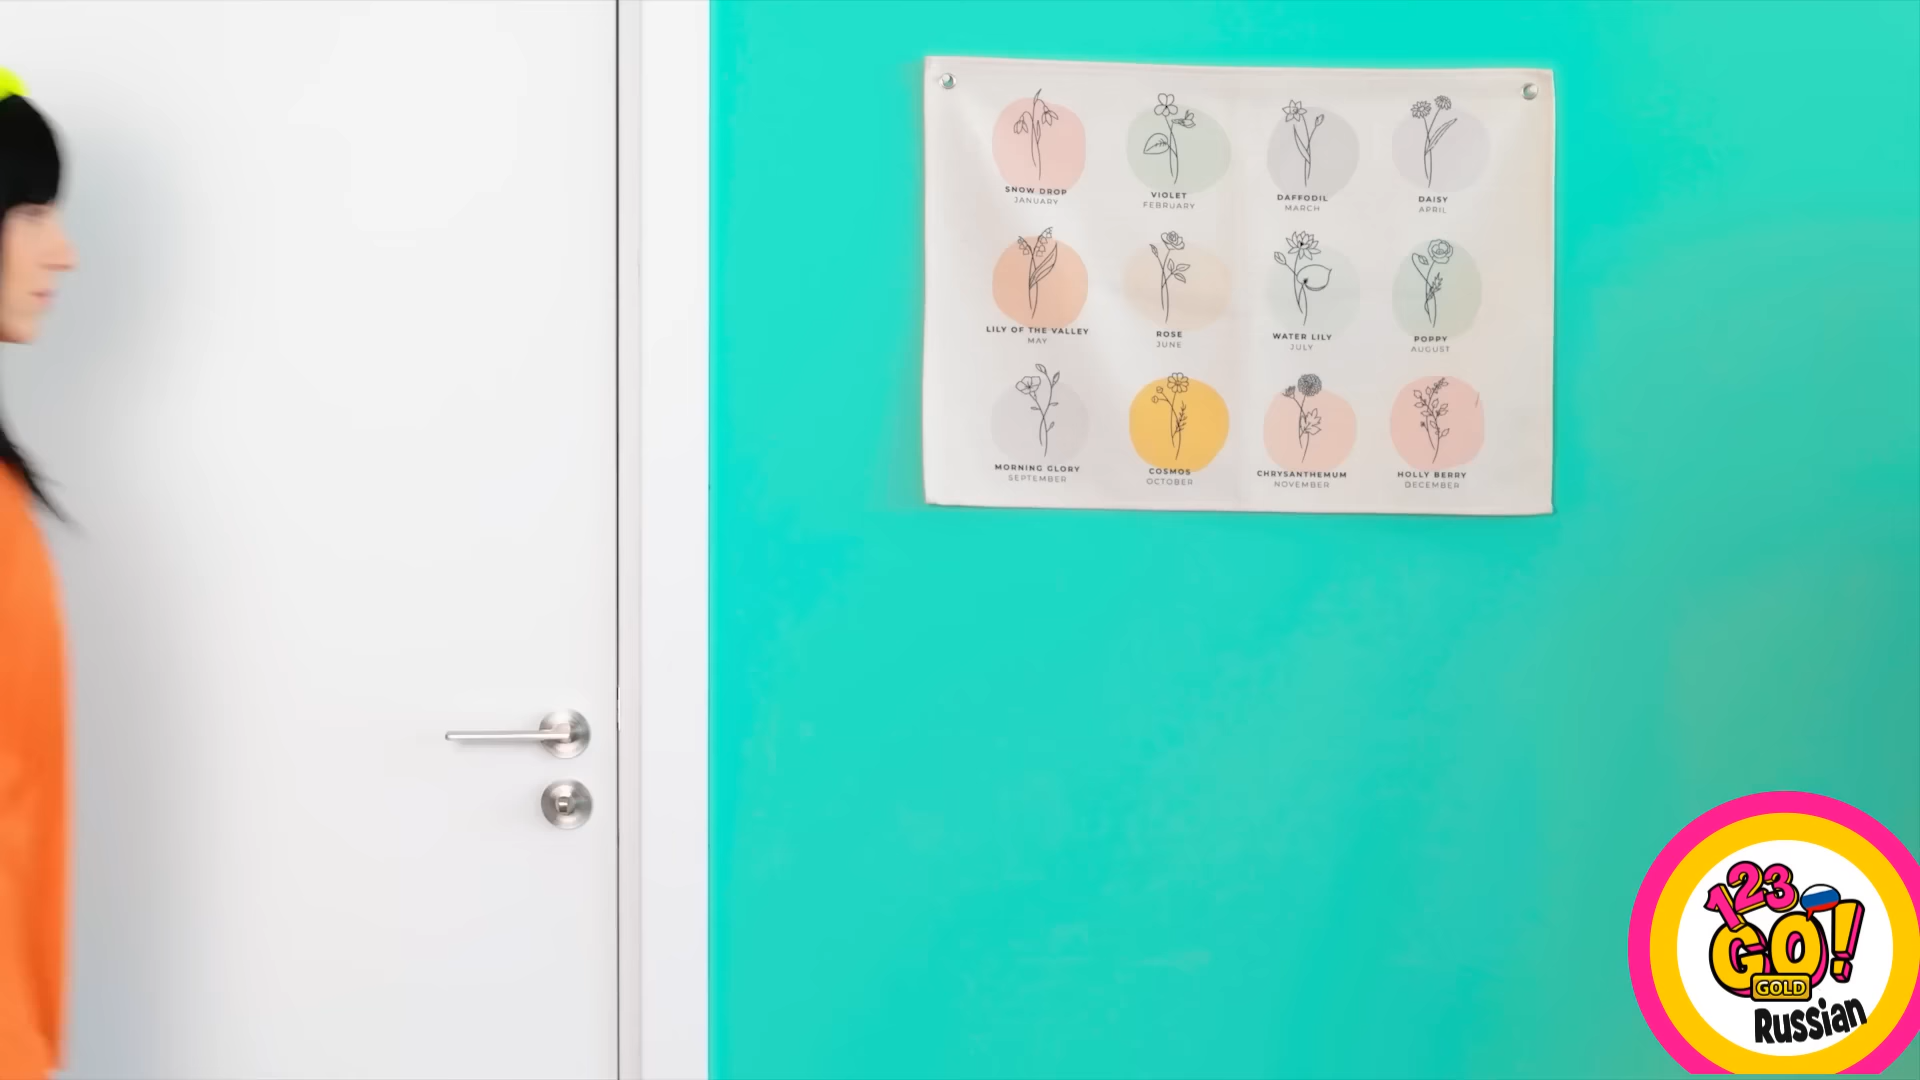 SNOW DROP
JANUARY
VIOLET
FEBRUARY
DAFFODIL
MARCH
DAISY
APRIL
LILY OF THE VALLEY
MAY
ROSE
JUNE
WATER LILY
JULY
POPPY
AUGUST
MORNING GLORY
SEPTEMBER
COSMOS
OCTOBER
CHRYSANTHEMUM
NOVEMBER
HOLLY BERRY
DECEMBER
123
GO!
GOLD
Russian